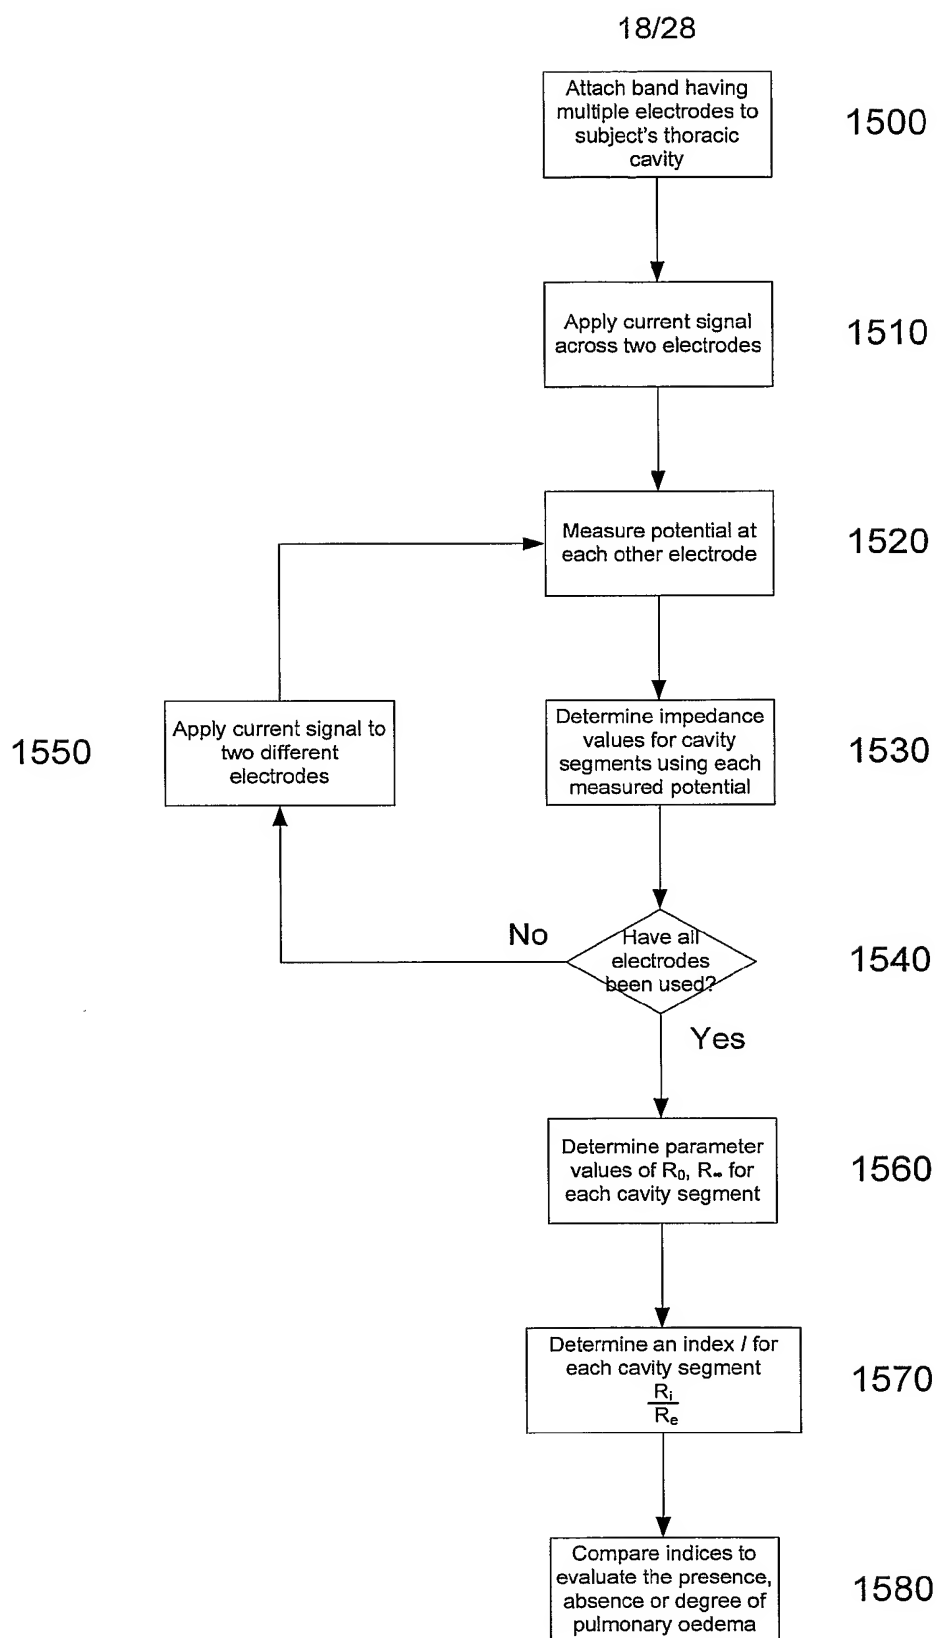 18/28
Attach band having
multiple electrodes to
subject's thoracic
cavity
1500
Apply current signal
across two electrodes
1510
Measure potential at
each other electrode
1520
Apply current signal to
two different
electrodes
1550
Determine impedance
values for cavity
segments using each
measured potential
1530
No
Have all
electrodes
been used?
1540
Yes
Determine parameter
values of R₀, R∞ for
each cavity segment
1560
Determine an index I for
each cavity segment
Rᵢ
Rₑ
1570
Compare indices to
evaluate the presence,
absence or degree of
pulmonary oedema
1580